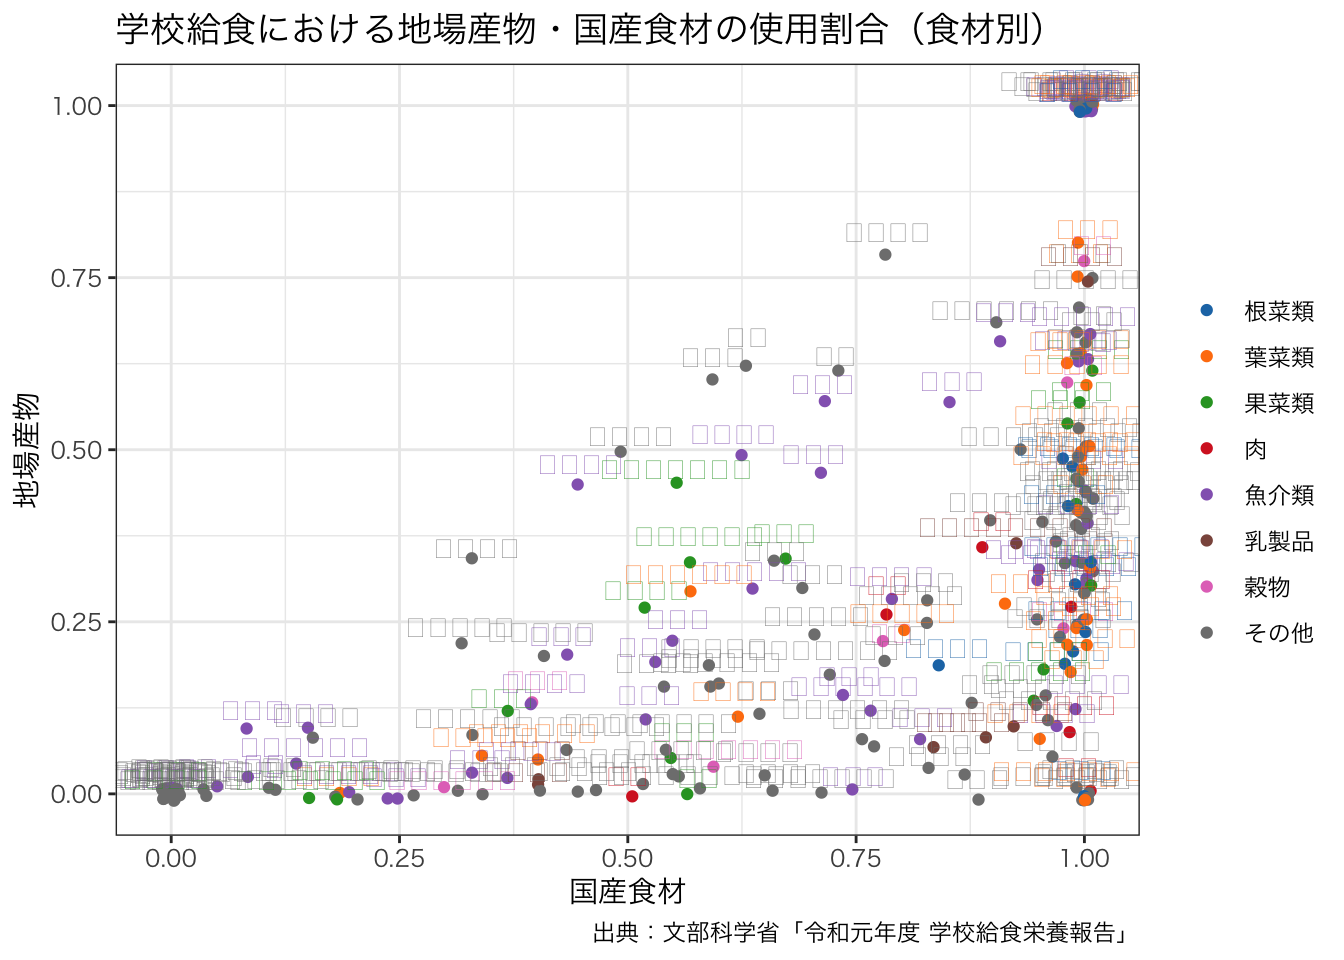 学校給食における地場産物・国産食材の使用割合（食材別）
1.00
0.75
0.50
0.25
0.00
地場産物
0.00 0.25 0.50 0.75 1.00
国産食材
根菜類
葉菜類
果菜類
肉
魚介類
乳製品
穀物
その他
出典：文部科学省「令和元年度 学校給食栄養報告」